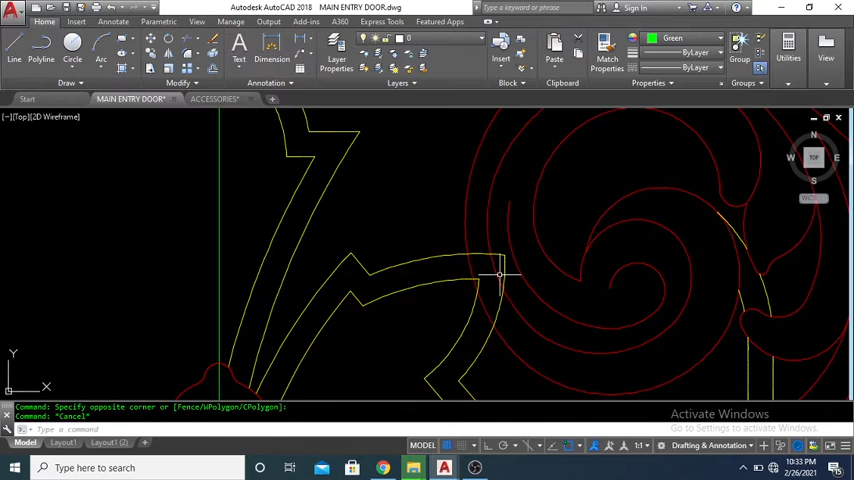 Autodesk AutoCAD 2018 MAIN ENTRY DOOR.dwg
Type a keyword or phrase
Sign In
Home Insert Annotate Parametric View Manage Output Add-ins A360 Express Tools Featured Apps
Line Polyline Circle Arc
Text Dimension
Layer Properties
0
Insert
Paste
Match Properties
Green
ByLayer
ByLayer
Group
Utilities
View
Draw Modify Annotation Layers Block Clipboard Properties Groups
Start MAIN ENTRY DOOR* ACCESSORIES*
[−][Top][2D Wireframe]
N
W TOP E
S
Y
X
Command: Specify opposite corner or [Fence/WPolygon/CPolygon]:
Command: *Cancel*
Type a command
Activate Windows
Go to Settings to activate Windows.
Model Layout1 Layout1 (2) +
MODEL
1:1
Drafting & Annotation
Type here to search
10:33 PM
2/26/2021
15